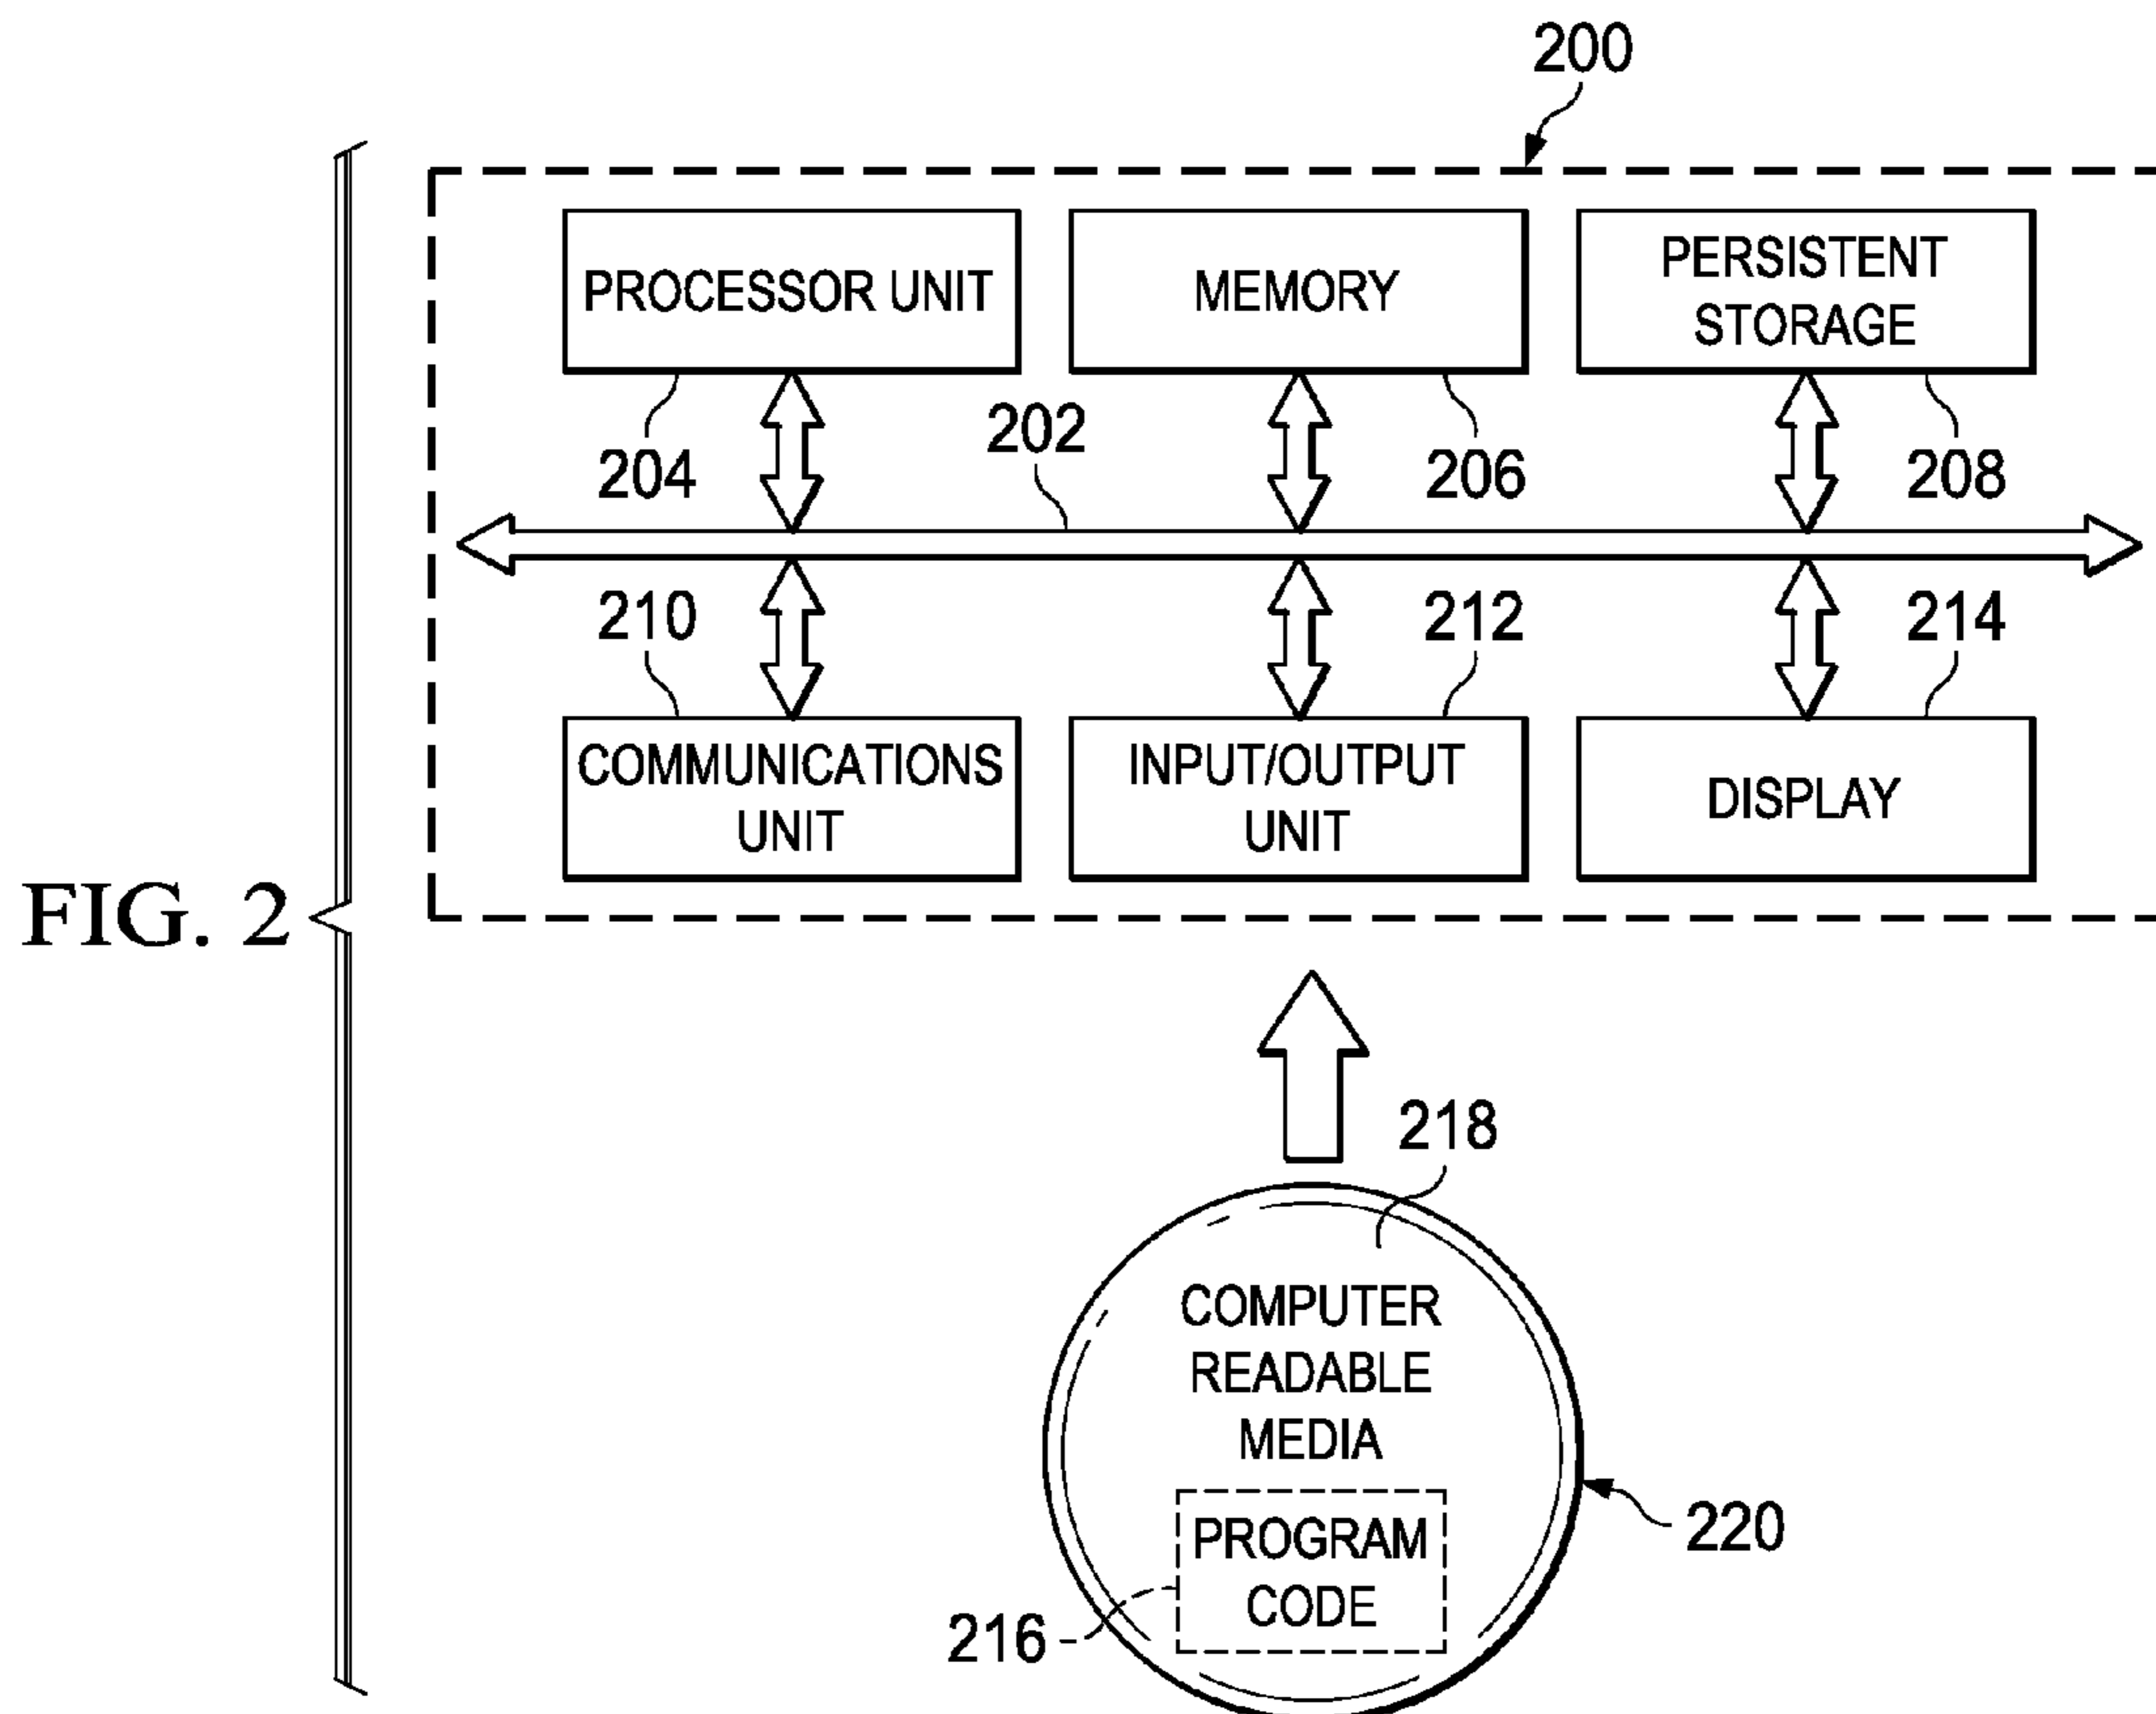 200
PROCESSOR UNIT
MEMORY
PERSISTENT
STORAGE
204
202
206
208
210
212
214
COMMUNICATIONS
UNIT
INPUT/OUTPUT
UNIT
DISPLAY
FIG. 2
218
COMPUTER
READABLE
MEDIA
PROGRAM
CODE
220
216